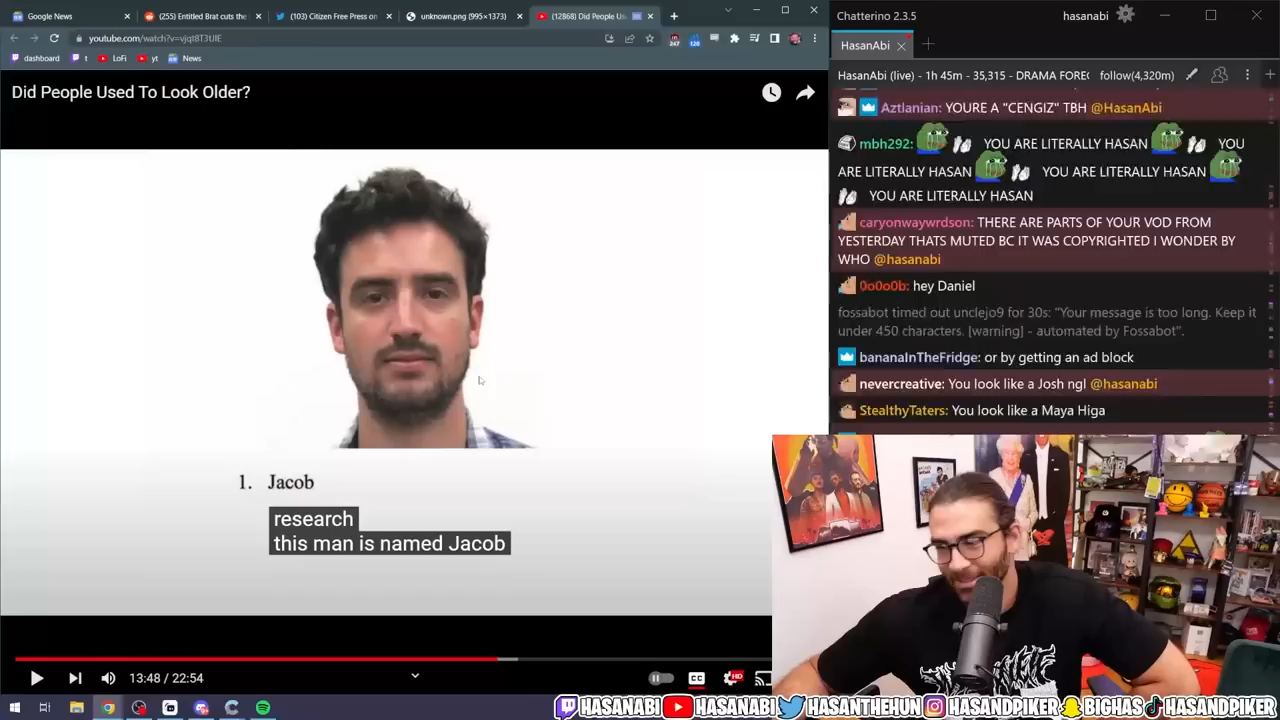 Google News
(255) Entitled Brat cuts the
(103) Citizen Free Press on
unknown.png (995×1373)
(12868) Did People Us
youtube.com/watch?v=vjqt8T3UIE
247
128
dashboard
t
LoFi
yt
News
Did People Used To Look Older?
1. Jacob
research
this man is named Jacob
13:48 / 22:54
CC
HD
Chatterino 2.3.5
hasanabi
HasanAbi
HasanAbi (live) - 1h 45m - 35,315 - DRAMA FOREC
follow(4,320m)
Aztlanian: YOURE A "CENGIZ" TBH @HasanAbi
mbh292: YOU ARE LITERALLY HASAN YOU
ARE LITERALLY HASAN YOU ARE LITERALLY HASAN
YOU ARE LITERALLY HASAN
caryonwaywrdson: THERE ARE PARTS OF YOUR VOD FROM
YESTERDAY THATS MUTED BC IT WAS COPYRIGHTED I WONDER BY
WHO @hasanabi
0o0o0b: hey Daniel
fossabot timed out unclejo9 for 30s: "Your message is too long. Keep it
under 450 characters. [warning] - automated by Fossabot".
bananaInTheFridge: or by getting an ad block
nevercreative: You look like a Josh ngl @hasanabi
StealthyTaters: You look like a Maya Higa
HASANABI HASANABI HASANTHEHUN HASANDPIKER BIGHAS HASANDPIKER